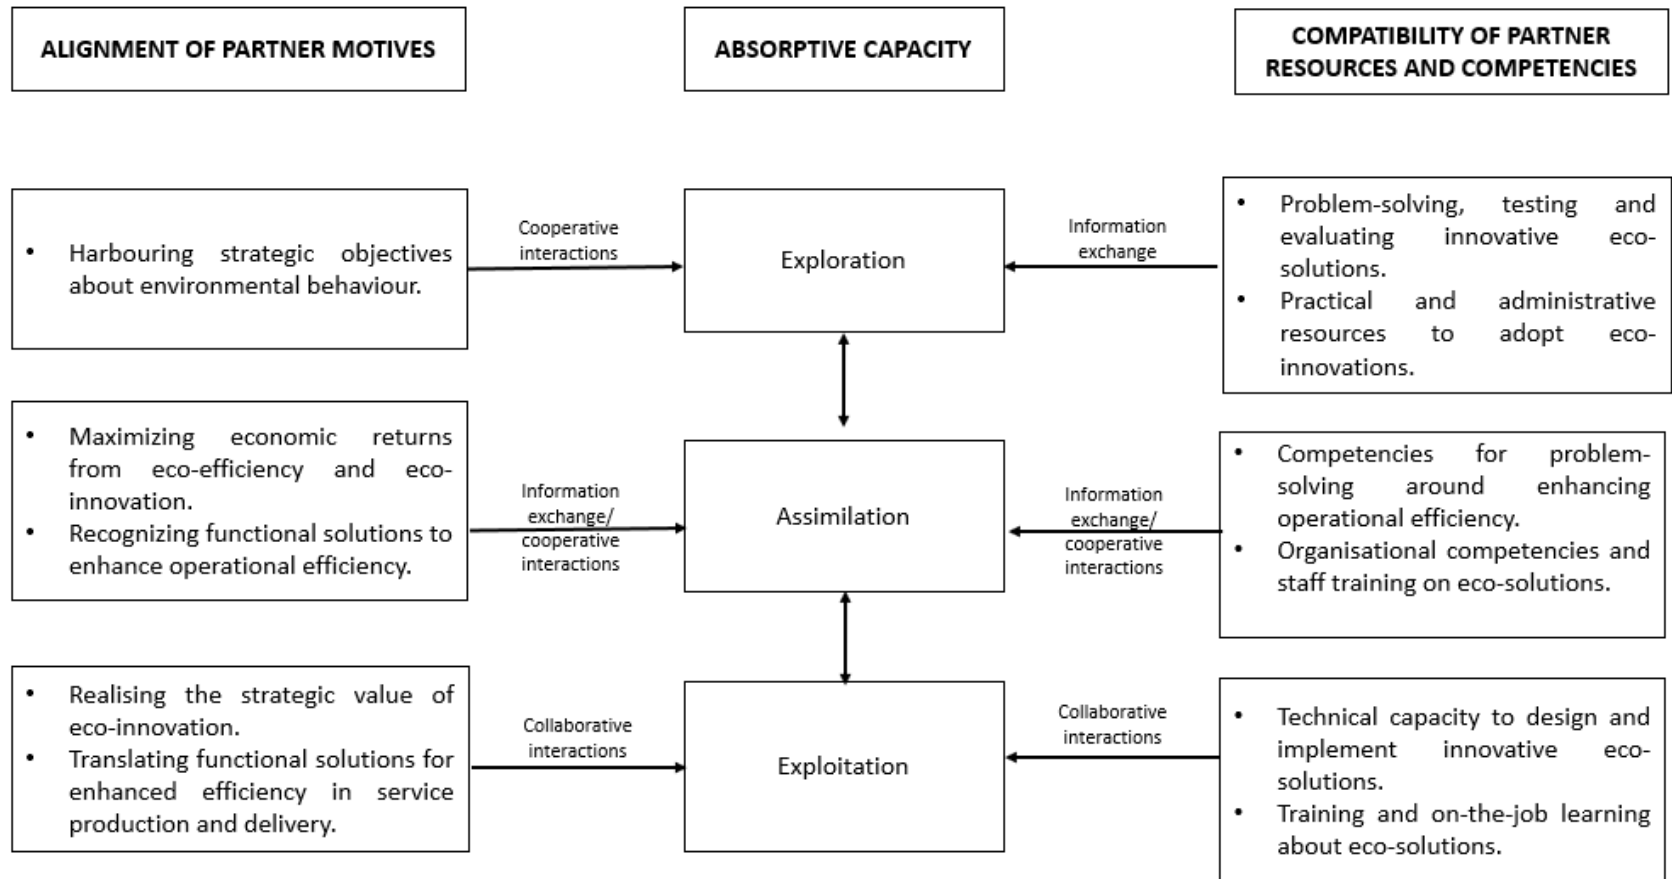 ALIGNMENT OF PARTNER MOTIVES
ABSORPTIVE CAPACITY
COMPATIBILITY OF PARTNER
RESOURCES AND COMPETENCIES
• Harbouring strategic objectives
about environmental behaviour.
Cooperative
interactions
Exploration
Information
exchange
• Problem-solving, testing and
evaluating innovative eco-
solutions.
• Practical and administrative
resources to adopt eco-
innovations.
• Maximizing economic returns
from eco-efficiency and eco-
innovation.
• Recognizing functional solutions to
enhance operational efficiency.
Information
exchange/
cooperative
interactions
Assimilation
Information
exchange/
cooperative
interactions
• Competencies for problem-
solving around enhancing
operational efficiency.
• Organisational competencies and
staff training on eco-solutions.
• Realising the strategic value of
eco-innovation.
• Translating functional solutions for
enhanced efficiency in service
production and delivery.
Collaborative
interactions
Exploitation
Collaborative
interactions
• Technical capacity to design and
implement innovative eco-
solutions.
• Training and on-the-job learning
about eco-solutions.